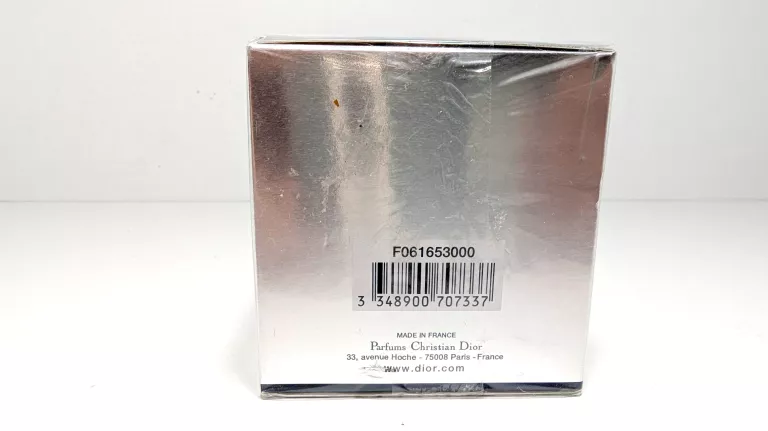 F061653000
3 348900 707337
MADE IN FRANCE
Parfums Christian Dior
33, avenue Hoche - 75008 Paris - France
www.dior.com